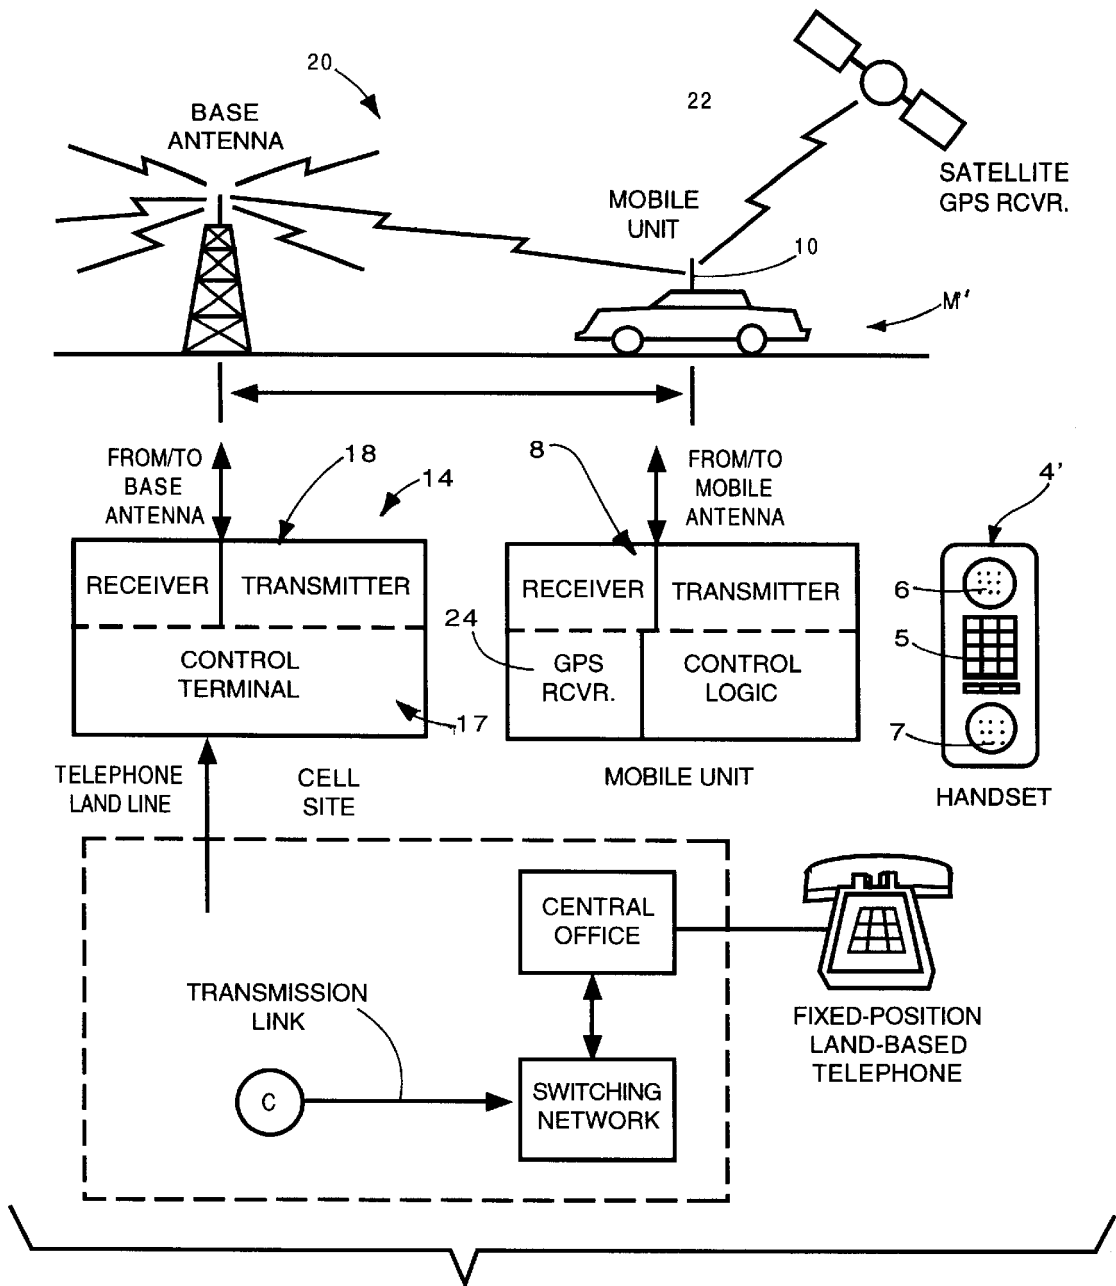 20
BASE
ANTENNA
22
SATELLITE
GPS RCVR.
MOBILE
UNIT
10
M'
FROM/TO
BASE
ANTENNA
18
14
8
FROM/TO
MOBILE
ANTENNA
4'
RECEIVER
TRANSMITTER
RECEIVER
TRANSMITTER
6
24
5
CONTROL
TERMINAL
GPS
RCVR.
CONTROL
LOGIC
17
7
TELEPHONE
LAND LINE
CELL
SITE
MOBILE UNIT
HANDSET
CENTRAL
OFFICE
TRANSMISSION
LINK
FIXED-POSITION
LAND-BASED
TELEPHONE
C
SWITCHING
NETWORK